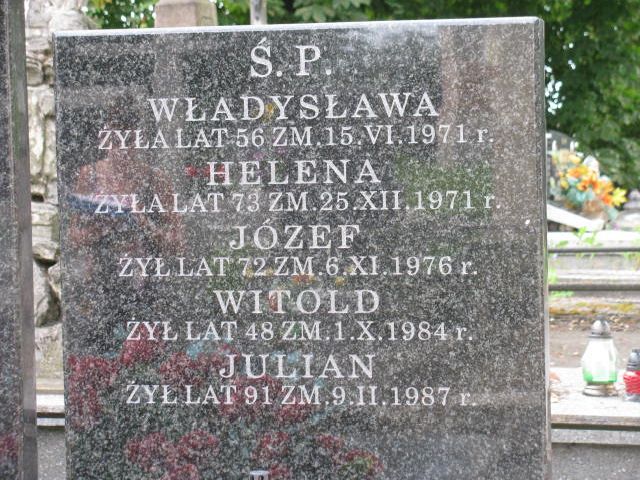 Ś.P.
WŁADYSŁAWA
ŻYŁA LAT 56 ZM.15.VI.1971 r.
HELENA
ŻYŁA LAT 73 ZM.25.XII.1971 r.
JÓZEF
ŻYŁ LAT 72 ZM.6.XI.1976 r.
WITOLD
ŻYŁ LAT 48 ZM.1.X.1984 r.
JULIAN
ŻYŁ LAT 91 ZM.9.II.1987 r.